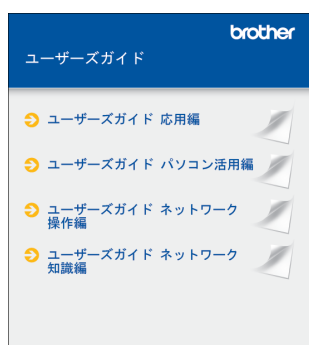 brother
ユーザーズガイド
ユーザーズガイド 応用編
ユーザーズガイド パソコン活用編
ユーザーズガイド ネットワーク
操作編
ユーザーズガイド ネットワーク
知識編